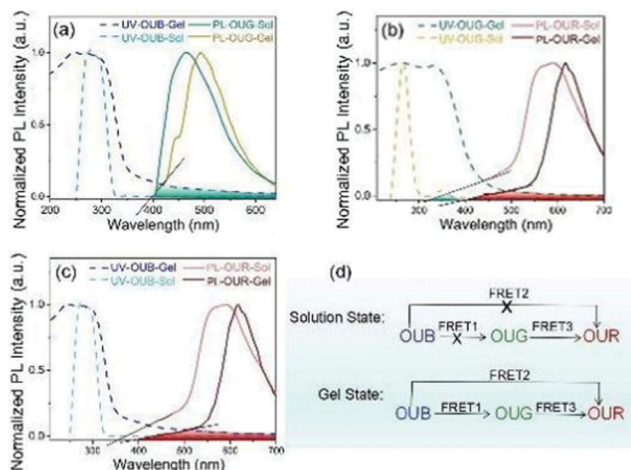 (a)
UV-OUB-Gel PL-OUG-Sol
UV-OUB-Sol PL-OUG-Gel
Normalized PL Intensity (a.u.)
1.0
0.5
0.0
200 300 400 500 600
Wavelength (nm)
(b)
UV-OUG-Gel PL-OUR-Sol
UV-OUG-Sol PL-OUR-Gel
Normalized PL Intensity (a.u.)
1.0
0.5
0.0
200 300 400 500 600 700
Wavelength (nm)
(c)
UV-OUB-Gel PL-OUR-Sol
UV-OUB-Sol PL-OUR-Gel
Normalized PL Intensity (a.u.)
1.0
0.5
0.0
300 400 500 600 700
Wavelength (nm)
(d)
FRET2
Solution State:
OUB FRET1 OUG FRET3 OUR
Gel State:
FRET2
OUB FRET1 OUG FRET3 OUR